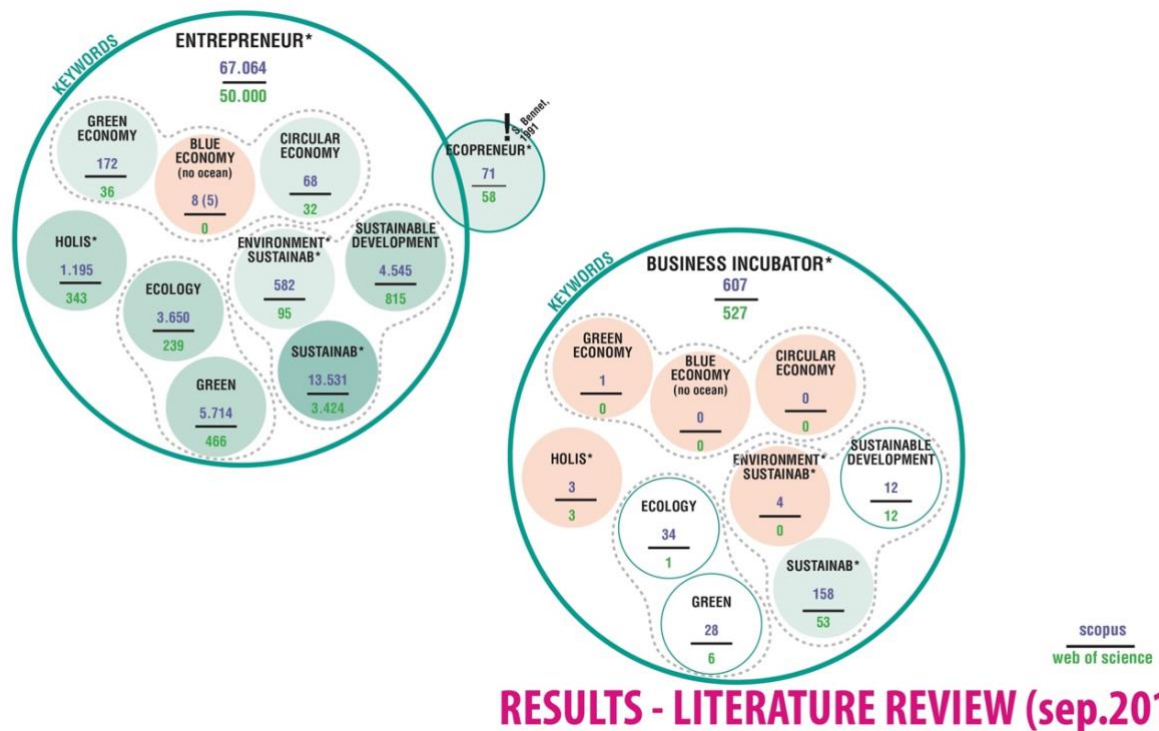 KEYWORDS
ENTREPRENEUR*
67.064
50.000
GREEN
ECONOMY
172
36
BLUE
ECONOMY
(no ocean)
8 (5)
0
CIRCULAR
ECONOMY
68
32
!
S. Bennet,
1991
ECOPRENEUR*
71
58
HOLIS*
1.195
343
ECOLOGY
3.650
239
ENVIRONMENT*
SUSTAINAB*
582
95
SUSTAINABLE
DEVELOPMENT
4.545
815
GREEN
5.714
466
SUSTAINAB*
13.531
3.424
KEYWORDS
BUSINESS INCUBATOR*
607
527
GREEN
ECONOMY
1
0
BLUE
ECONOMY
(no ocean)
0
0
CIRCULAR
ECONOMY
0
0
HOLIS*
3
3
ECOLOGY
34
1
ENVIRONMENT*
SUSTAINAB*
4
0
SUSTAINABLE
DEVELOPMENT
12
12
GREEN
28
6
SUSTAINAB*
158
53
scopus
web of science
RESULTS - LITERATURE REVIEW (sep.201